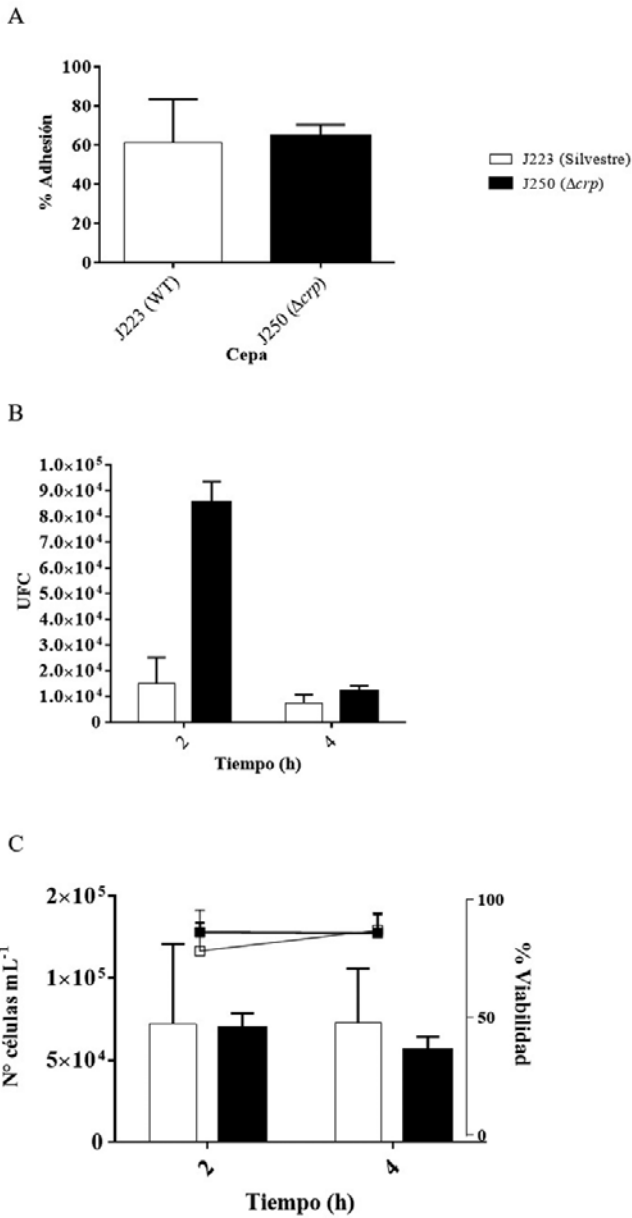 A
100
80
60
40
20
0
% Adhesión
J223 (WT)
J250 (Δcrp)
Cepa
J223 (Silvestre)
J250 (Δcrp)
B
1.0×10⁵
9.0×10⁴
8.0×10⁴
7.0×10⁴
6.0×10⁴
5.0×10⁴
4.0×10⁴
3.0×10⁴
2.0×10⁴
1.0×10⁴
0
UFC
2
4
Tiempo (h)
C
2×10⁵
1×10⁵
5×10⁴
0
N° células mL⁻¹
100
50
0
% Viabilidad
2
4
Tiempo (h)